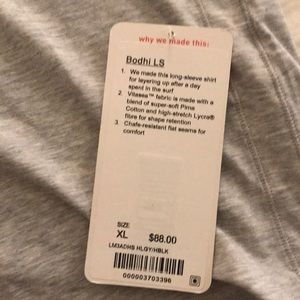 why we made this:
Bodhi LS
1. We made this long-sleeve shirt
for layering up after a day
spent in the surf
2. Vitasea™ fabric is made with a
blend of super-soft Pima
Cotton and high-stretch Lycra®
fibre for shape retention
3. Chafe-resistant flat seams for
comfort
SIZE
XL $88.00
LM3ADHS HLGY/HBLK
000003703396